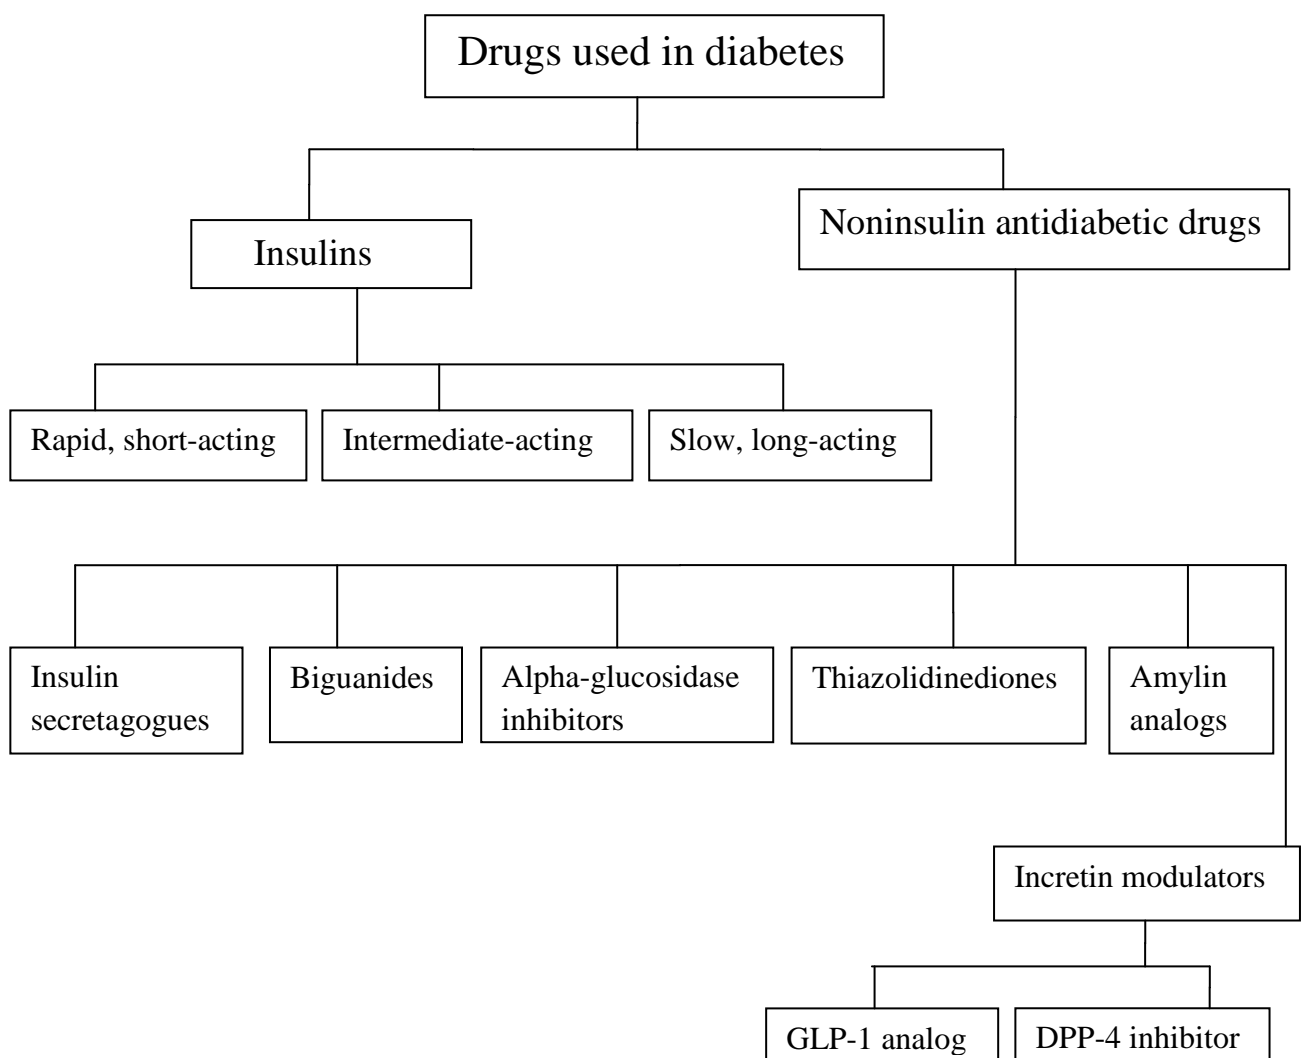 Drugs used in diabetes
Insulins
Noninsulin antidiabetic drugs
Rapid, short-acting
Intermediate-acting
Slow, long-acting
Insulin
secretagogues
Biguanides
Alpha-glucosidase
inhibitors
Thiazolidinediones
Amylin
analogs
Incretin modulators
GLP-1 analog
DPP-4 inhibitor